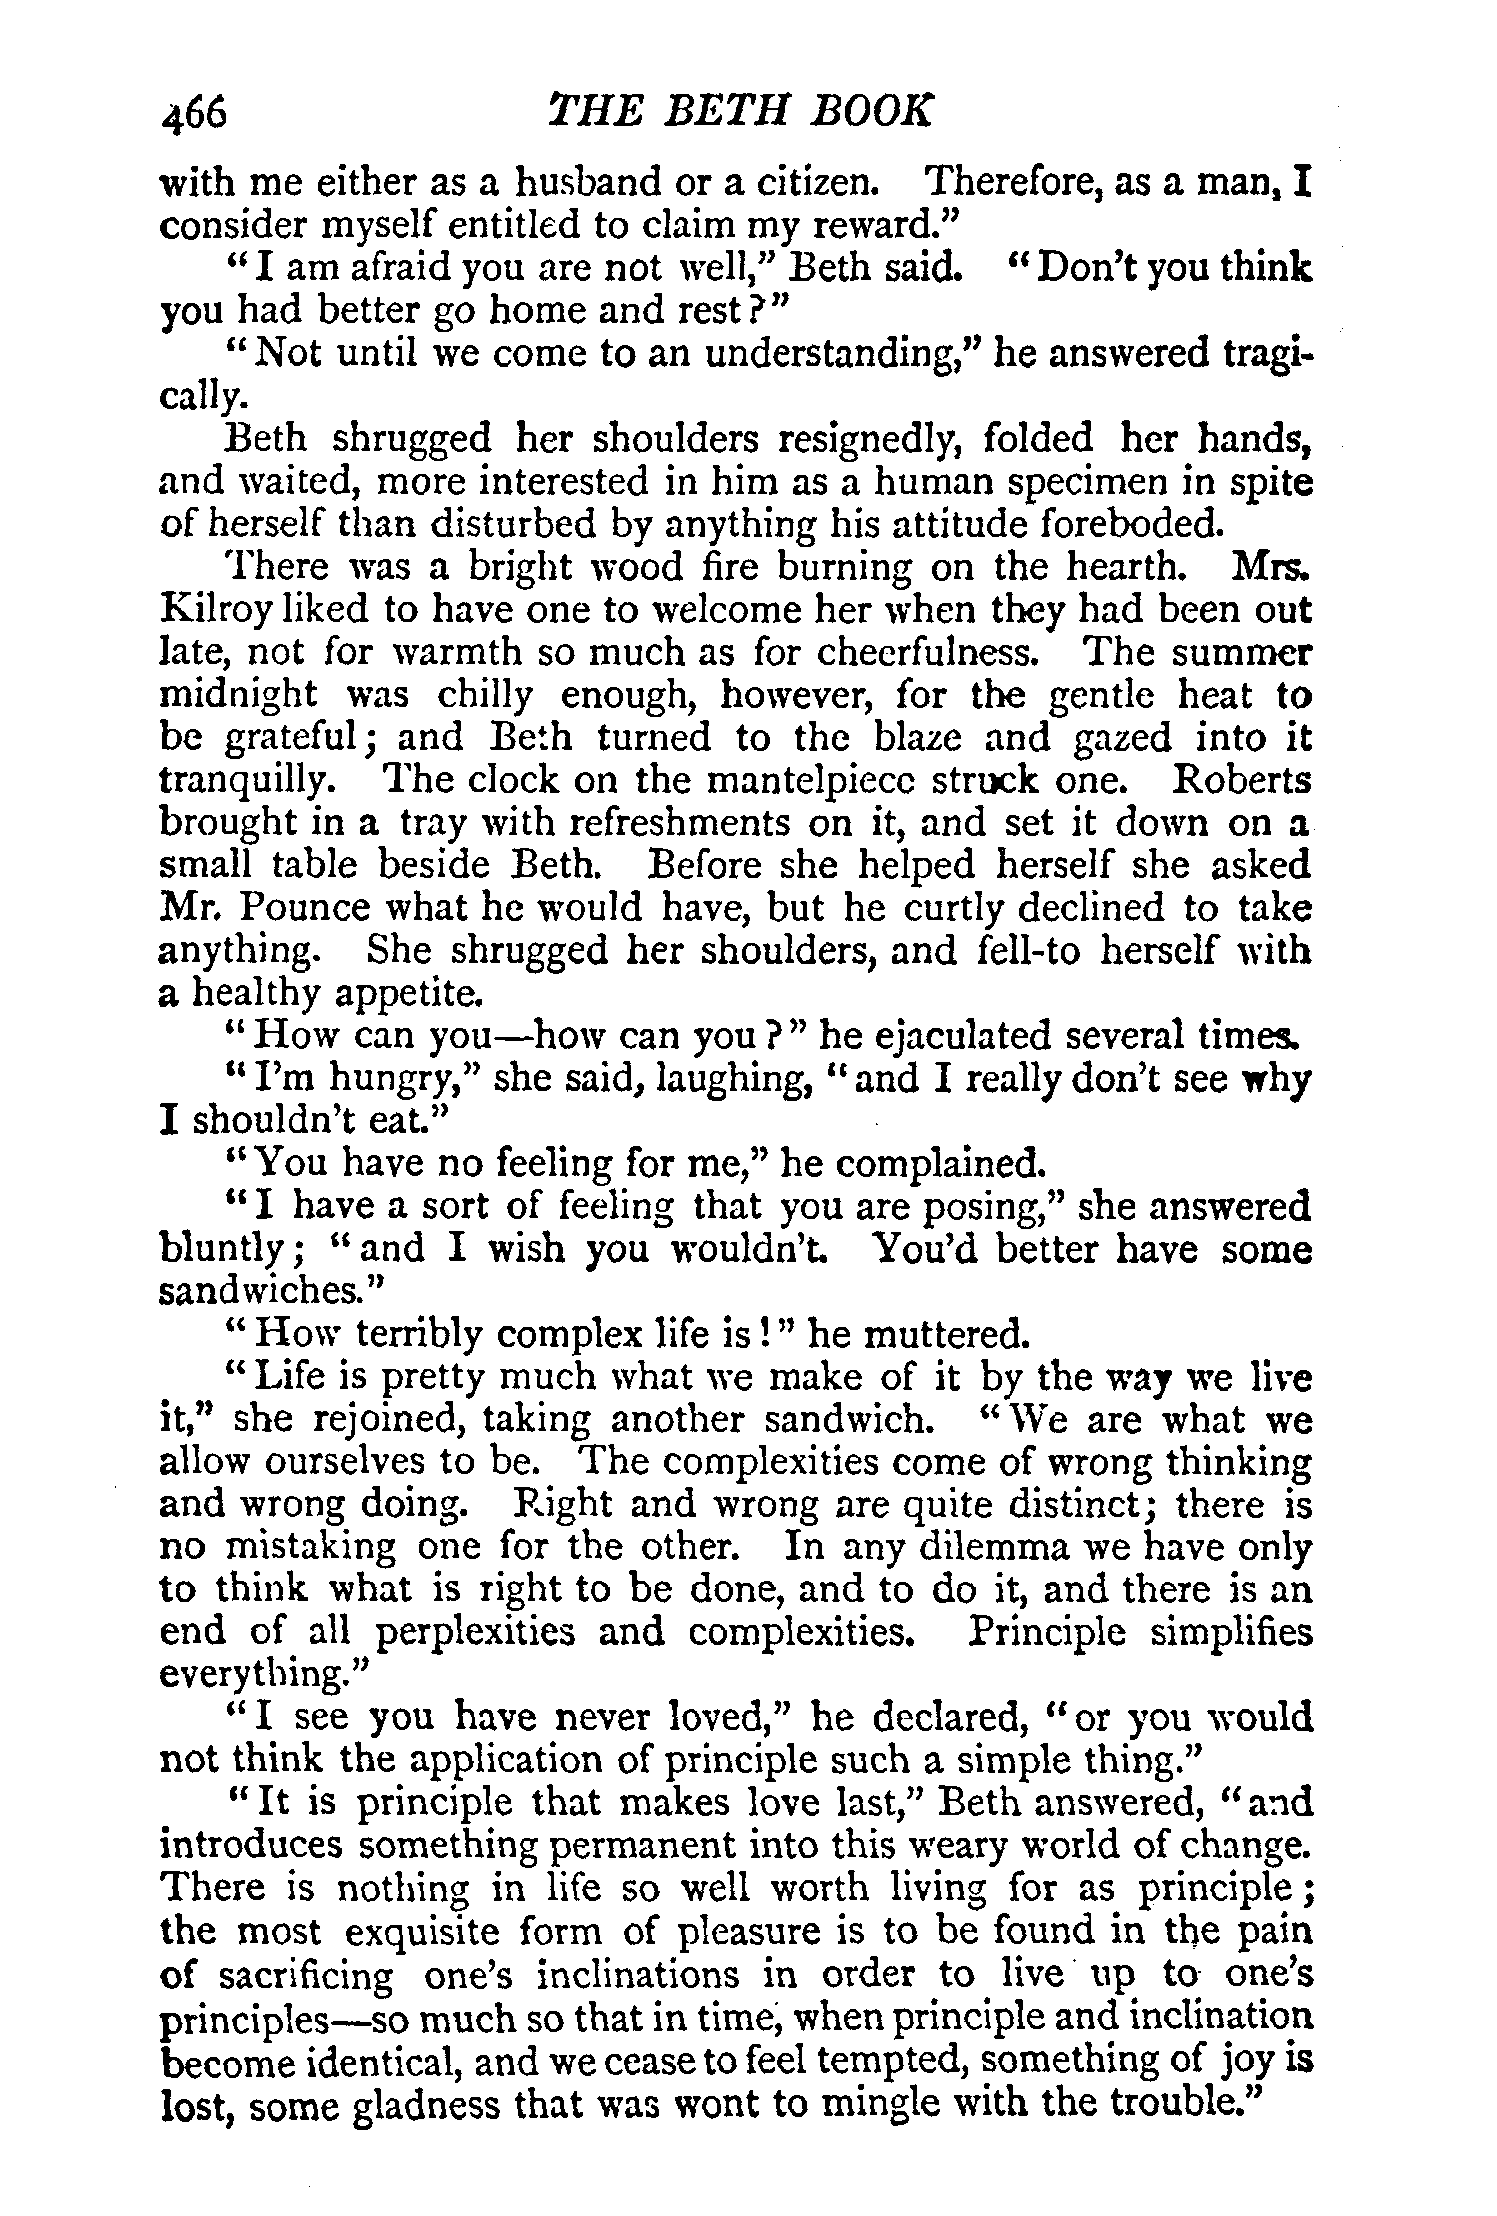 466 THE BETH BOOK
with me either as a husband or a citizen. Therefore, as a man, I
consider myself entitled to claim my reward.”
“I am afraid you are not well,” Beth said. “Don’t you think
you had better go home and rest?”
“Not until we come to an understanding,” he answered tragi-
cally.
Beth shrugged her shoulders resignedly, folded her hands,
and waited, more interested in him as a human specimen in spite
of herself than disturbed by anything his attitude foreboded.
There was a bright wood fire burning on the hearth. Mrs.
Kilroy liked to have one to welcome her when they had been out
late, not for warmth so much as for cheerfulness. The summer
midnight was chilly enough, however, for the gentle heat to
be grateful; and Beth turned to the blaze and gazed into it
tranquilly. The clock on the mantelpiece struck one. Roberts
brought in a tray with refreshments on it, and set it down on a
small table beside Beth. Before she helped herself she asked
Mr. Pounce what he would have, but he curtly declined to take
anything. She shrugged her shoulders, and fell-to herself with
a healthy appetite.
“How can you—how can you?” he ejaculated several times.
“I’m hungry,” she said, laughing, “and I really don’t see why
I shouldn’t eat.”
“You have no feeling for me,” he complained.
“I have a sort of feeling that you are posing,” she answered
bluntly; “and I wish you wouldn’t. You’d better have some
sandwiches.”
“How terribly complex life is!” he muttered.
“Life is pretty much what we make of it by the way we live
it,” she rejoined, taking another sandwich. “We are what we
allow ourselves to be. The complexities come of wrong thinking
and wrong doing. Right and wrong are quite distinct; there is
no mistaking one for the other. In any dilemma we have only
to think what is right to be done, and to do it, and there is an
end of all perplexities and complexities. Principle simplifies
everything.”
“I see you have never loved,” he declared, “or you would
not think the application of principle such a simple thing.”
“It is principle that makes love last,” Beth answered, “and
introduces something permanent into this weary world of change.
There is nothing in life so well worth living for as principle;
the most exquisite form of pleasure is to be found in the pain
of sacrificing one’s inclinations in order to live up to one’s
principles—so much so that in time, when principle and inclination
become identical, and we cease to feel tempted, something of joy is
lost, some gladness that was wont to mingle with the trouble.”